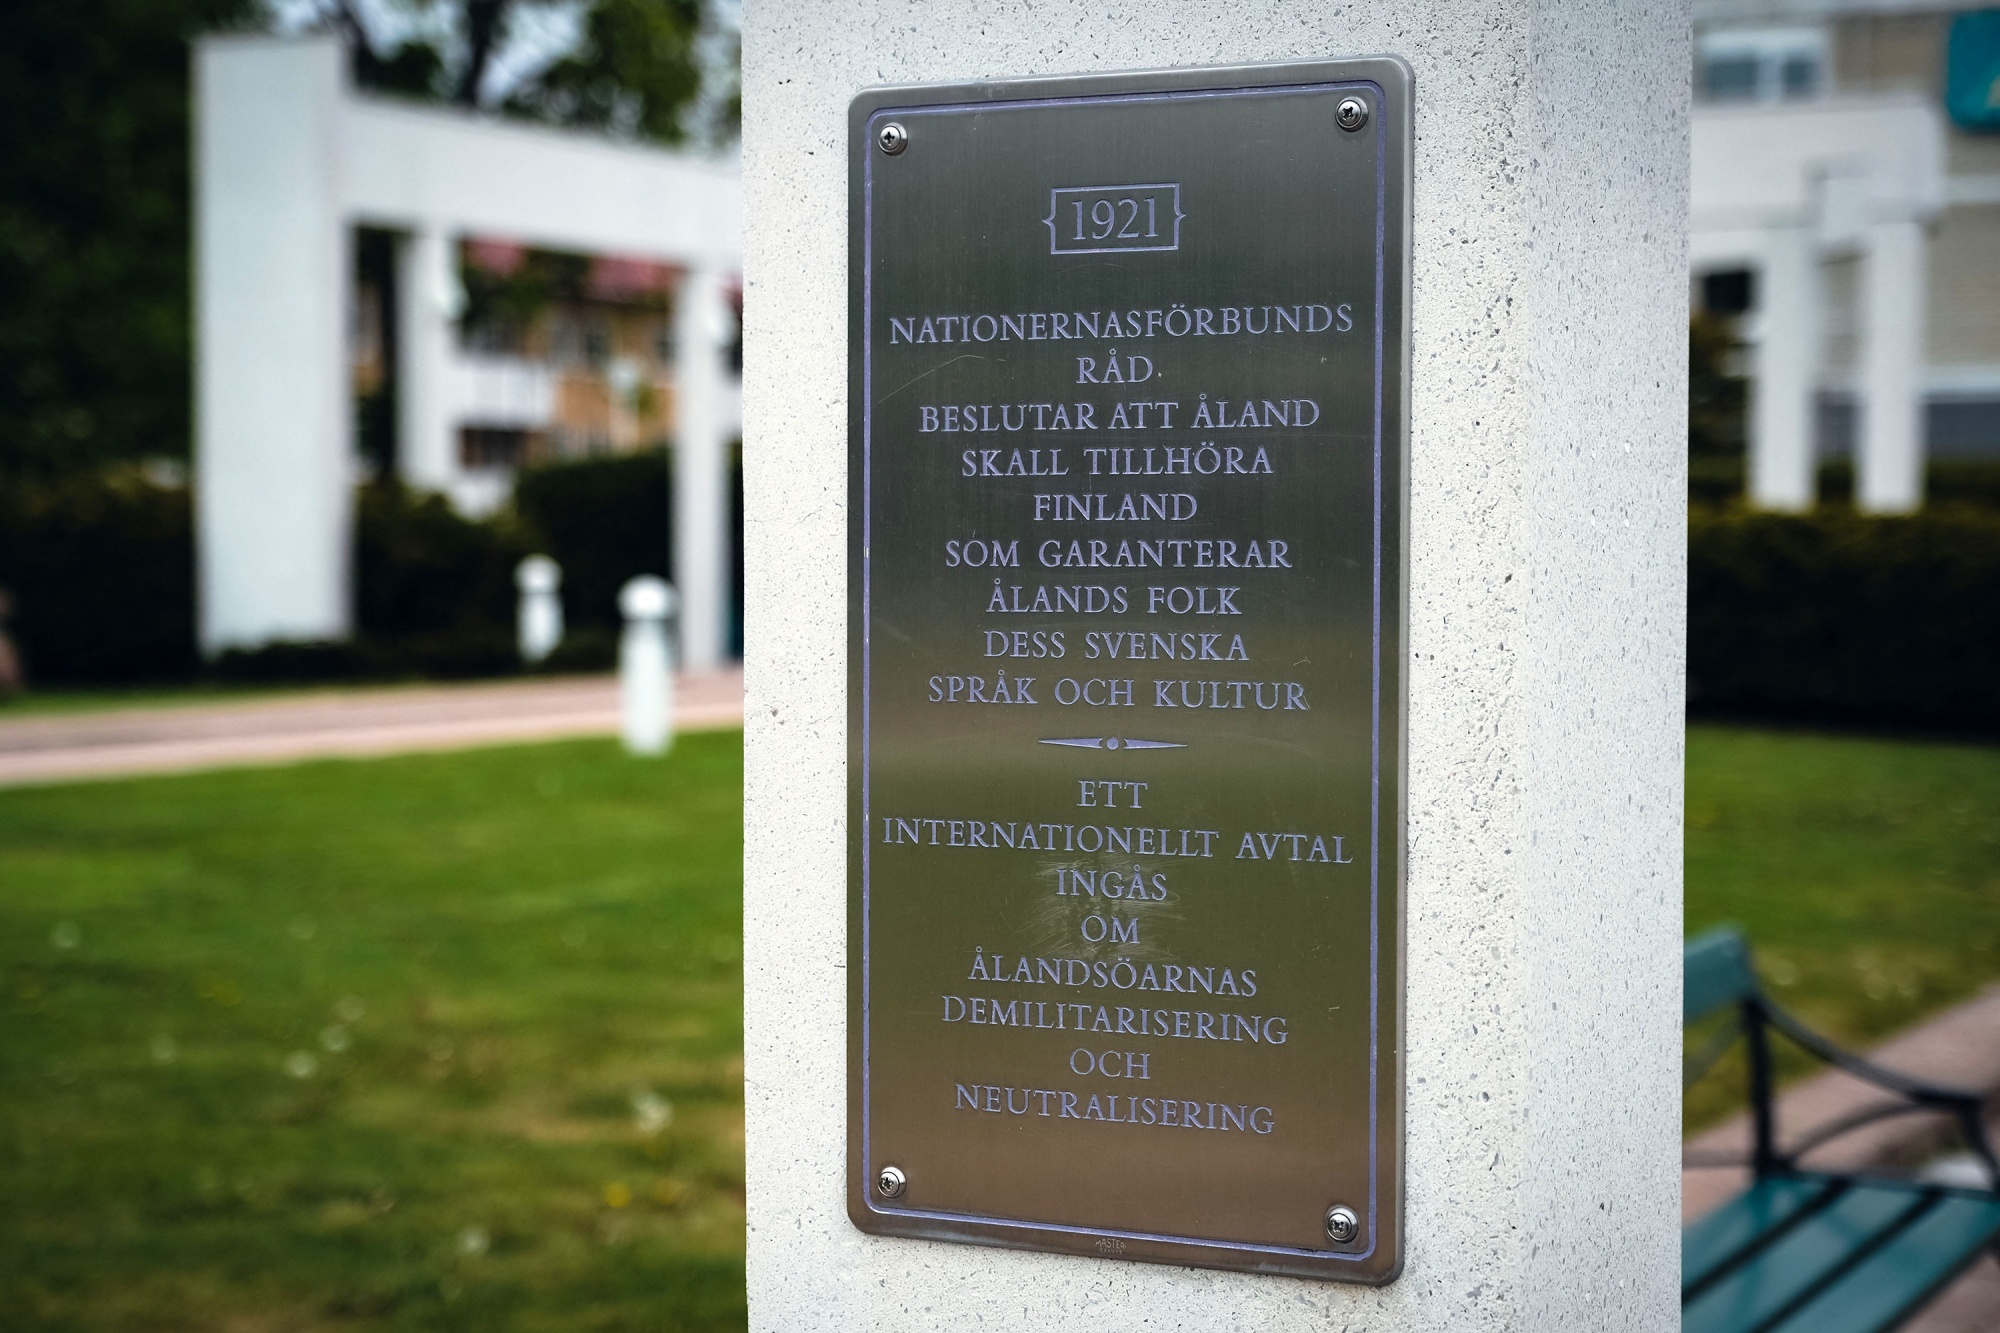 1921
NATIONERNASFÖRBUNDS
RÅD
BESLUTAR ATT ÅLAND
SKALL TILLHÖRA
FINLAND
SOM GARANTERAR
ÅLANDS FOLK
DESS SVENSKA
SPRÅK OCH KULTUR
ETT
INTERNATIONELLT AVTAL
INGÅS
OM
ÅLANDSÖARNAS
DEMILITARISERING
OCH
NEUTRALISERING
MASTER